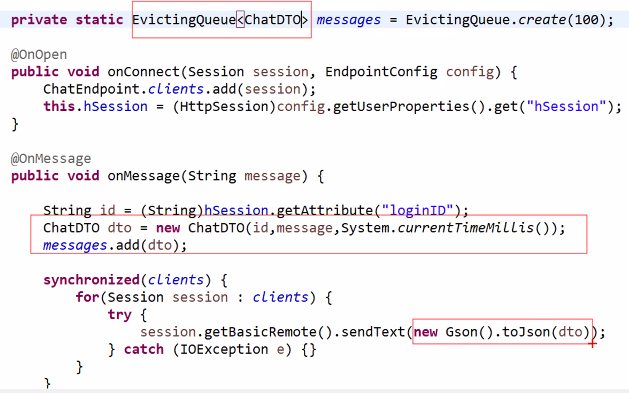 private static EvictingQueue<ChatDTO> messages = EvictingQueue.create(100);
@OnOpen
public void onConnect(Session session, EndpointConfig config) {
ChatEndpoint.clients.add(session);
this.hSession = (HttpSession)config.getUserProperties().get("hSession");
}
@OnMessage
public void onMessage(String message) {
String id = (String)hSession.getAttribute("loginID");
ChatDTO dto = new ChatDTO(id,message,System.currentTimeMillis());
messages.add(dto);
synchronized(clients) {
for(Session session : clients) {
try {
session.getBasicRemote().sendText(new Gson().toJson(dto));
} catch (IOException e) {}
}
}